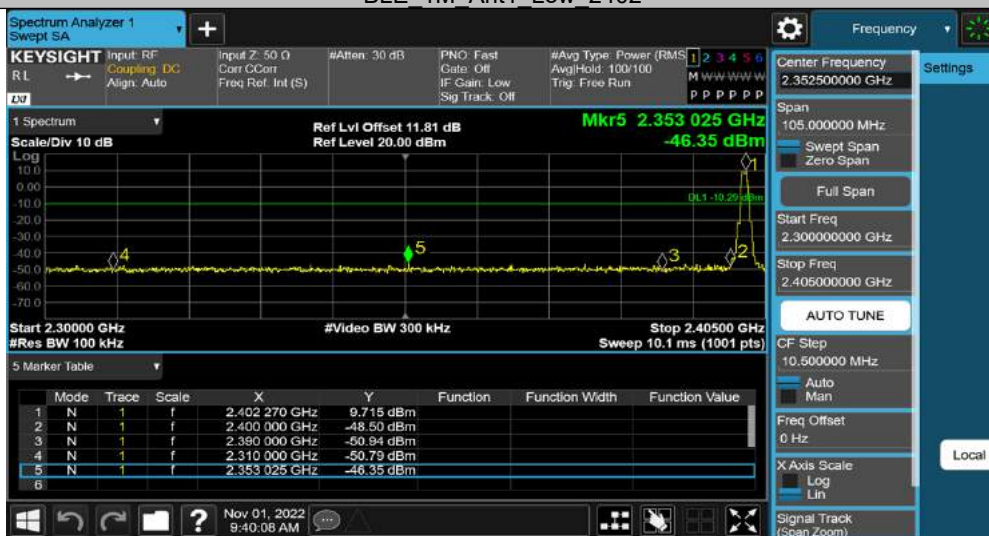 Spectrum Analyzer 1
Swept SA
+
Frequency
KEYSIGHT
RL
LXI
Input: RF
Coupling: DC
Align: Auto
Input Z: 50 Ω
Corr CCorr
Freq Ref: Int (S)
#Atten: 30 dB
PNO: Fast
Gate: Off
IF Gain: Low
Sig Track: Off
#Avg Type: Power (RMS
Avg|Hold: 100/100
Trig: Free Run
1 2 3 4 5 6
M W W W W W
P P P P P P
1 Spectrum
Scale/Div 10 dB
Ref Lvl Offset 11.81 dB
Ref Level 20.00 dBm
Mkr5 2.353 025 GHz
-46.35 dBm
Log
10.0
0.00
-10.0
-20.0
-30.0
-40.0
-50.0
-60.0
-70.0
DL1 -10.29 dBm
1
2
3
4
5
Start 2.30000 GHz
#Res BW 100 kHz
#Video BW 300 kHz
Stop 2.40500 GHz
Sweep 10.1 ms (1001 pts)
5 Marker Table
Mode Trace Scale X Y Function Function Width Function Value
1 N 1 f 2.402 270 GHz 9.715 dBm
2 N 1 f 2.400 000 GHz -48.50 dBm
3 N 1 f 2.390 000 GHz -50.94 dBm
4 N 1 f 2.310 000 GHz -50.79 dBm
5 N 1 f 2.353 025 GHz -46.35 dBm
6
?
Nov 01, 2022
9:40:08 AM
Center Frequency
2.352500000 GHz
Span
105.000000 MHz
Swept Span
Zero Span
Full Span
Start Freq
2.300000000 GHz
Stop Freq
2.405000000 GHz
AUTO TUNE
CF Step
10.500000 MHz
Auto
Man
Freq Offset
0 Hz
X Axis Scale
Log
Lin
Signal Track
(Span Zoom)
Settings
Local